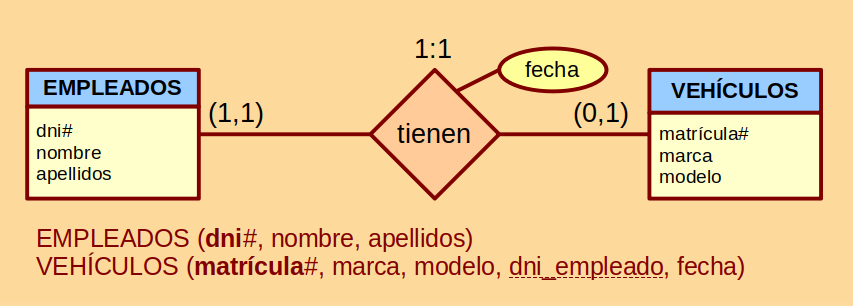 1:1
fecha
EMPLEADOS
VEHÍCULOS
(1,1)
(0,1)
tienen
dni#
nombre
apellidos
matrícula#
marca
modelo
EMPLEADOS (dni#, nombre, apellidos)
VEHÍCULOS (matrícula#, marca, modelo, dni_empleado, fecha)